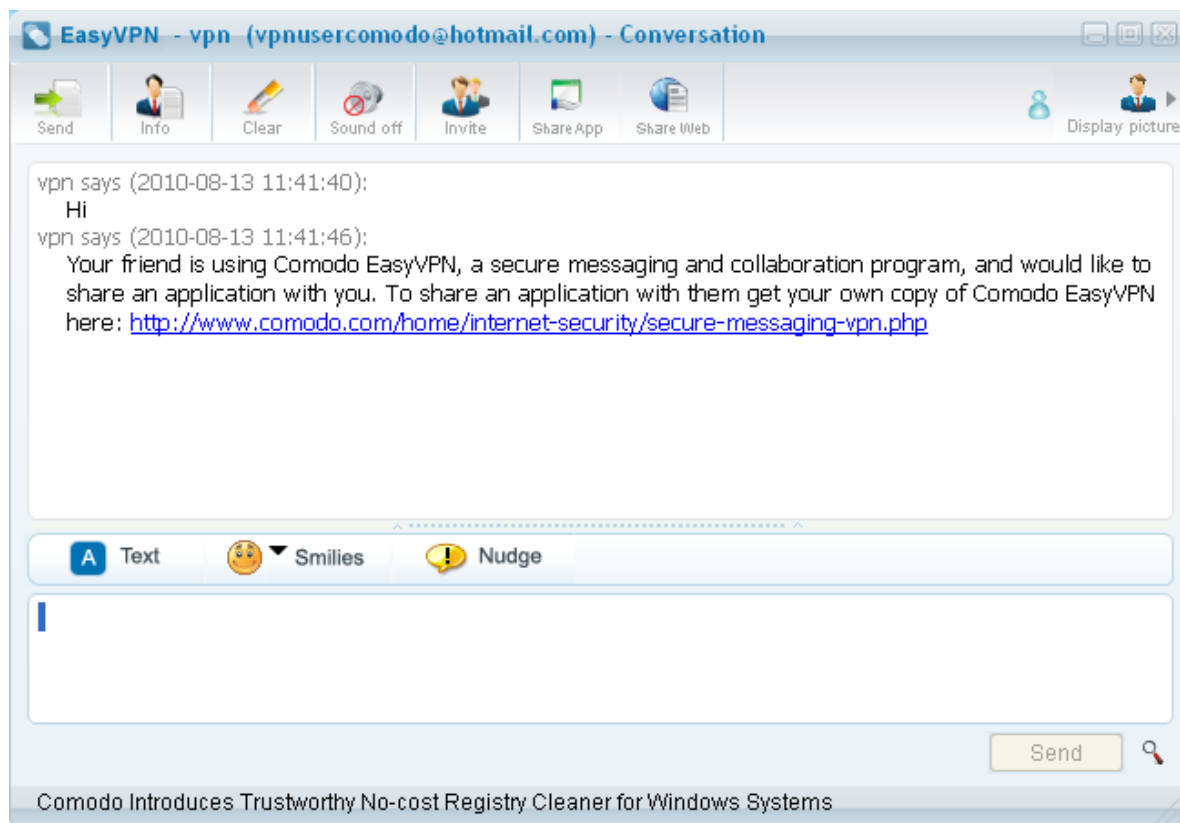 EasyVPN - vpn (vpnusercomodo@hotmail.com) - Conversation
Send Info Clear Sound off Invite Share App Share Web Display picture
vpn says (2010-08-13 11:41:40):
Hi
vpn says (2010-08-13 11:41:46):
Your friend is using Comodo EasyVPN, a secure messaging and collaboration program, and would like to
share an application with you. To share an application with them get your own copy of Comodo EasyVPN
here: http://www.comodo.com/home/internet-security/secure-messaging-vpn.php
A Text Smilies Nudge
Send
Comodo Introduces Trustworthy No-cost Registry Cleaner for Windows Systems